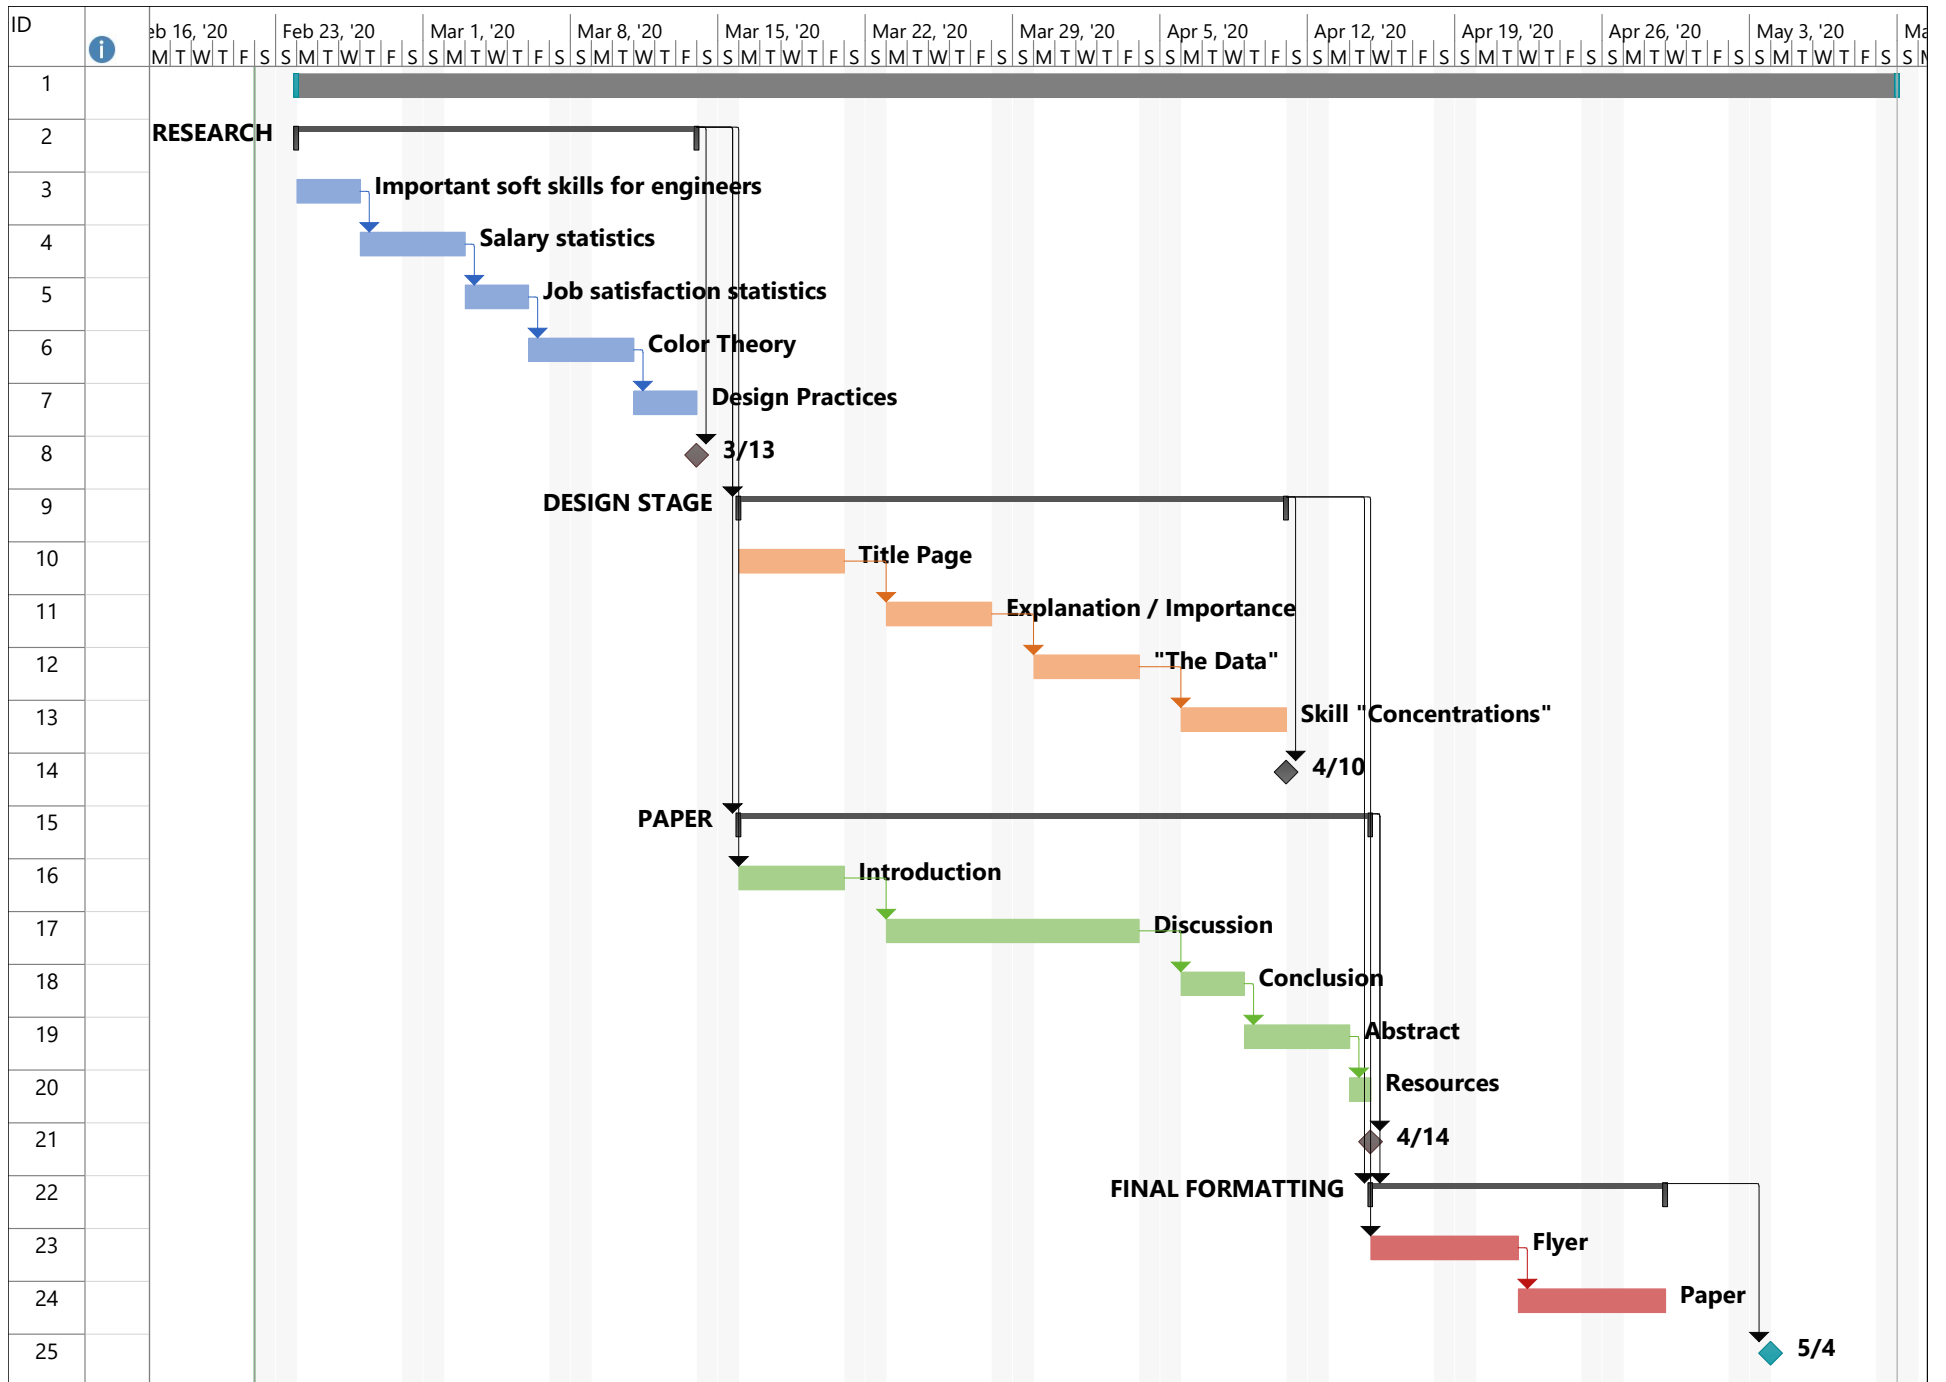 ID
eb 16, '20 Feb 23, '20 Mar 1, '20 Mar 8, '20 Mar 15, '20 Mar 22, '20 Mar 29, '20 Apr 5, '20 Apr 12, '20 Apr 19, '20 Apr 26, '20 May 3, '20 Ma
M T W T F S S M T W T F S S M T W T F S S M T W T F S S M T W T F S S M T W T F S S M T W T F S S M T W T F S S M T W T F S S M T W T F S S M T W T F S S M T W T F S S M T W T F S S M
1
2 RESEARCH
3 Important soft skills for engineers
4 Salary statistics
5 Job satisfaction statistics
6 Color Theory
7 Design Practices
8 3/13
9 DESIGN STAGE
10 Title Page
11 Explanation / Importance
12 "The Data"
13 Skill "Concentrations"
14 4/10
15 PAPER
16 Introduction
17 Discussion
18 Conclusion
19 Abstract
20 Resources
21 4/14
22 FINAL FORMATTING
23 Flyer
24 Paper
25 5/4